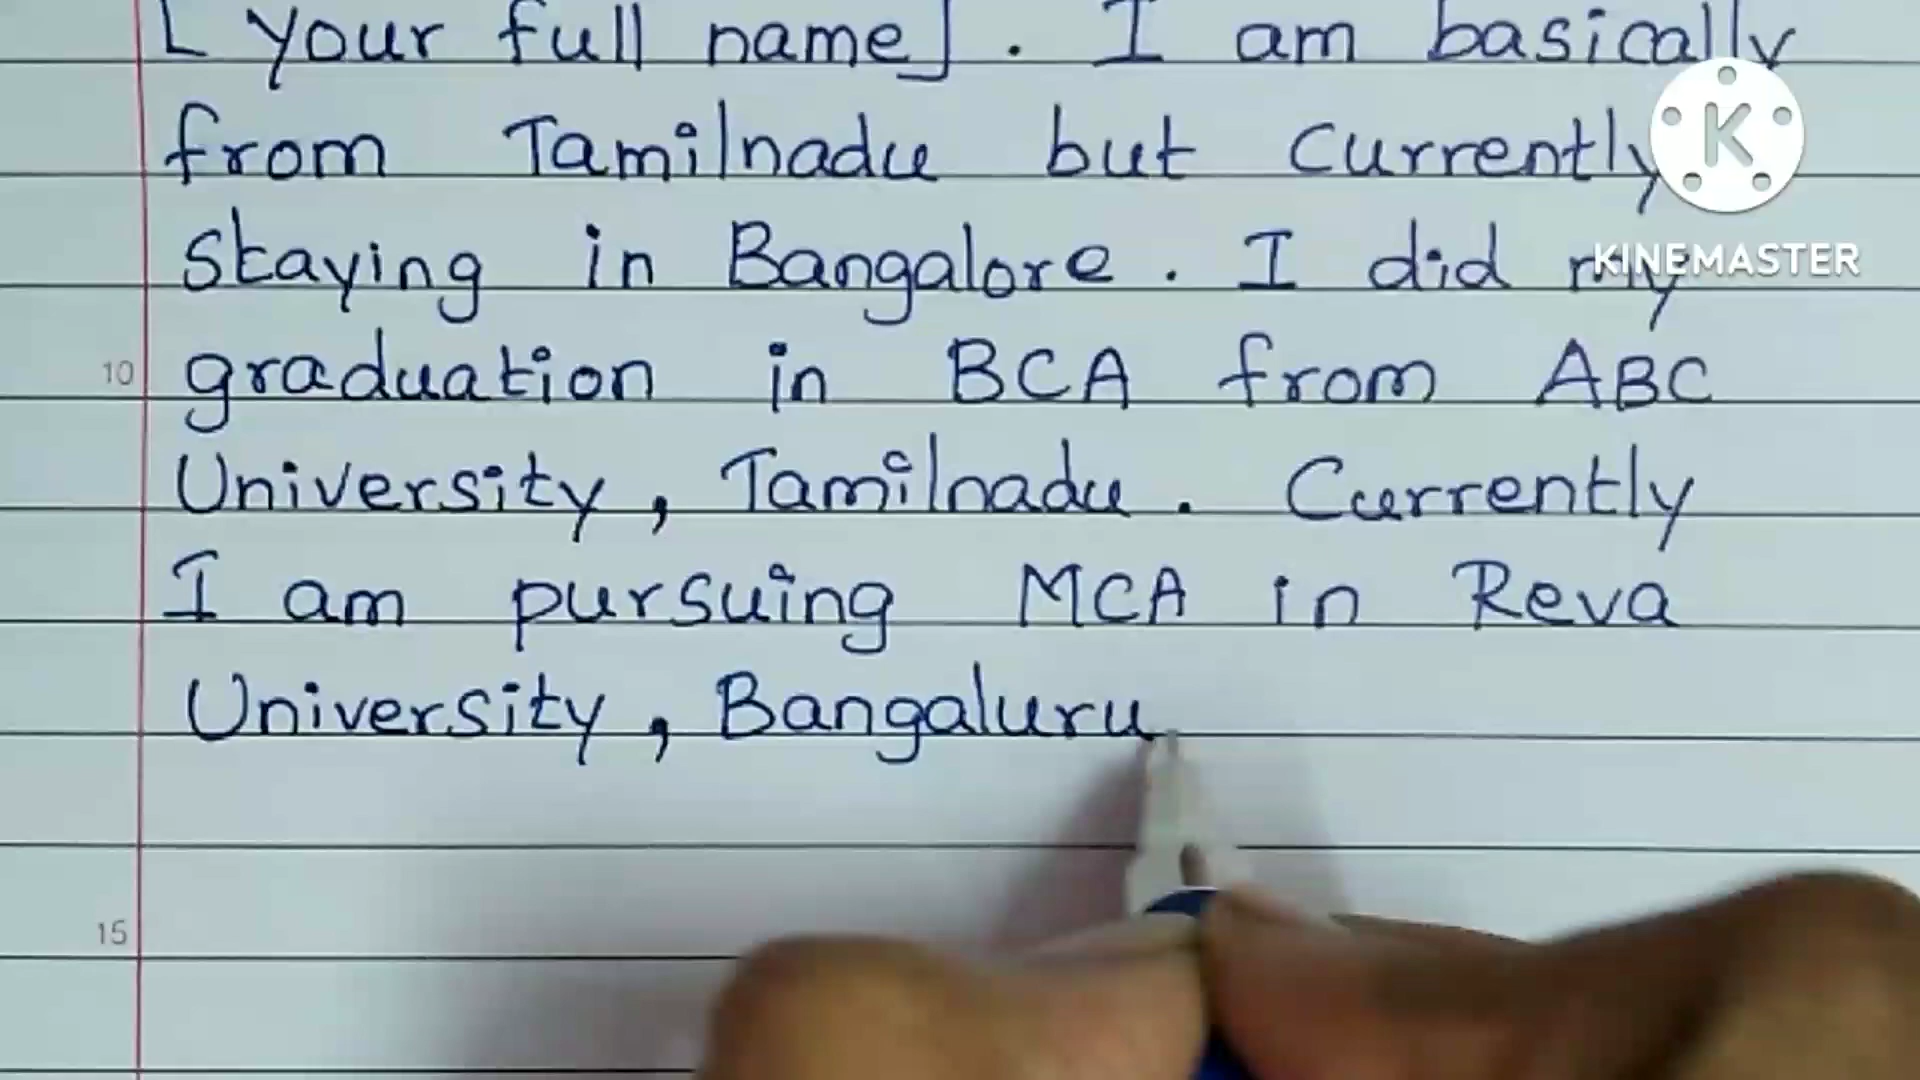 [your full name]. I am basically
from Tamilnadu but currently
K
staying in Bangalore. I did my
KINEMASTER
10 graduation in BCA from ABC
University, Tamilnadu. Currently
I am pursuing MCA in Reva
University, Bangaluru
15